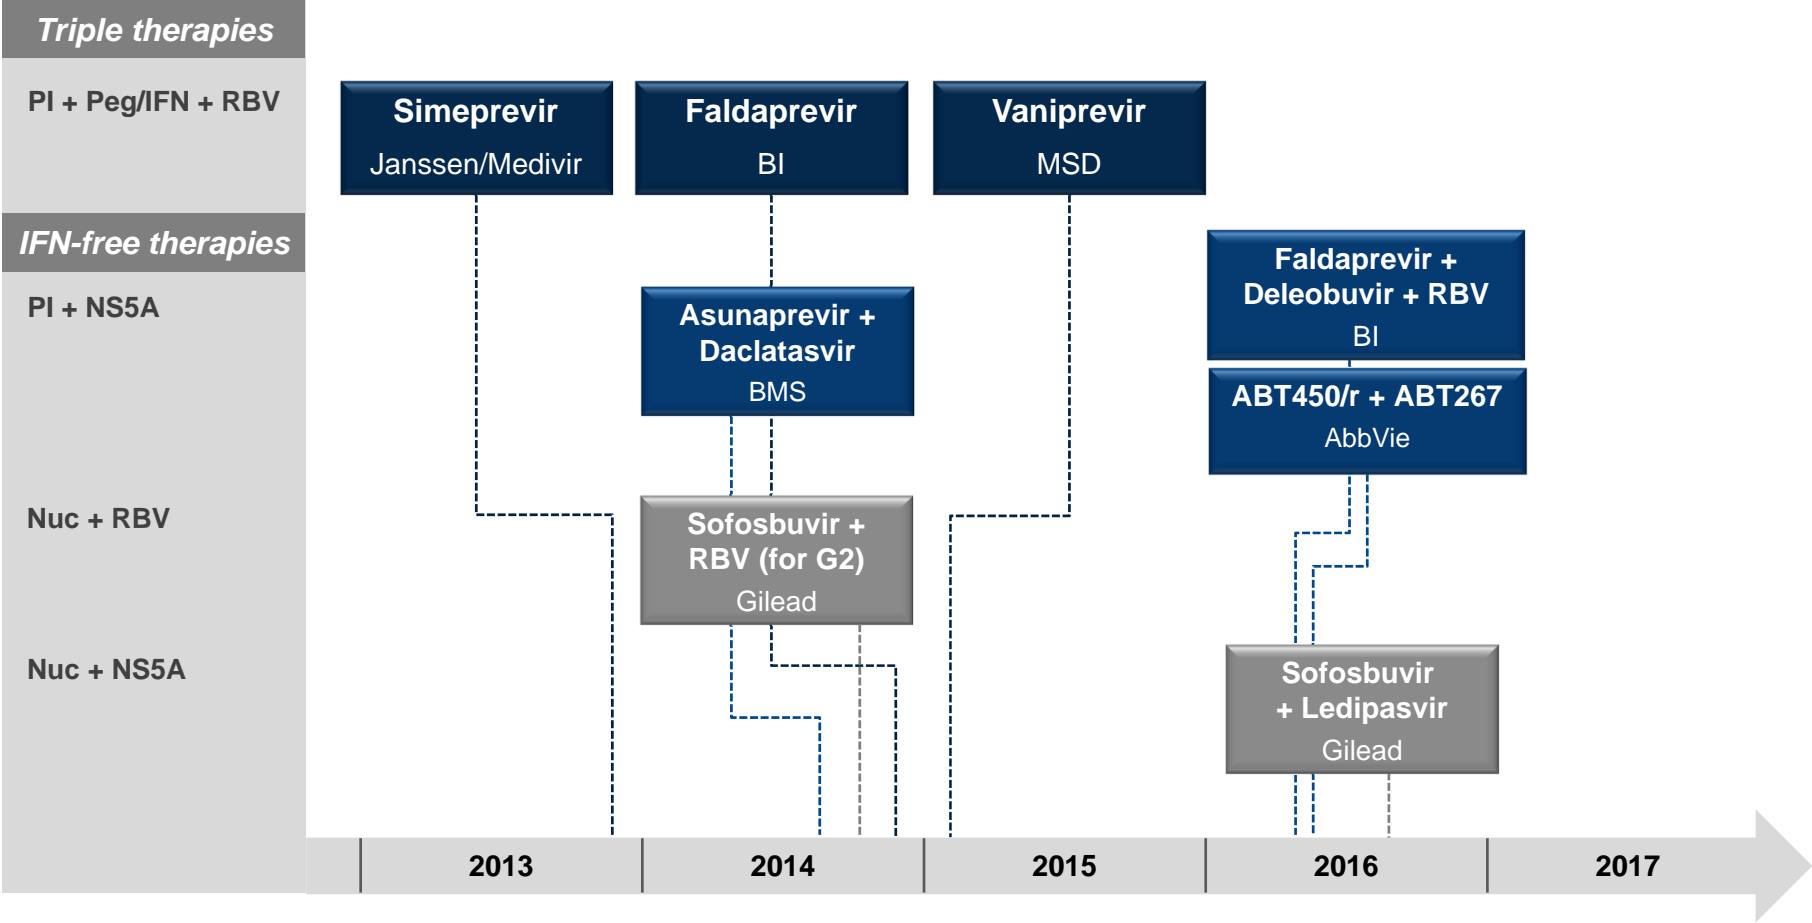 Triple therapies
PI + Peg/IFN + RBV
Simeprevir
Janssen/Medivir
Faldaprevir
BI
Vaniprevir
MSD
IFN-free therapies
PI + NS5A
Asunaprevir +
Daclatasvir
BMS
Faldaprevir +
Deleobuvir + RBV
BI
ABT450/r + ABT267
AbbVie
Nuc + RBV
Sofosbuvir +
RBV (for G2)
Gilead
Nuc + NS5A
Sofosbuvir
+ Ledipasvir
Gilead
2013
2014
2015
2016
2017